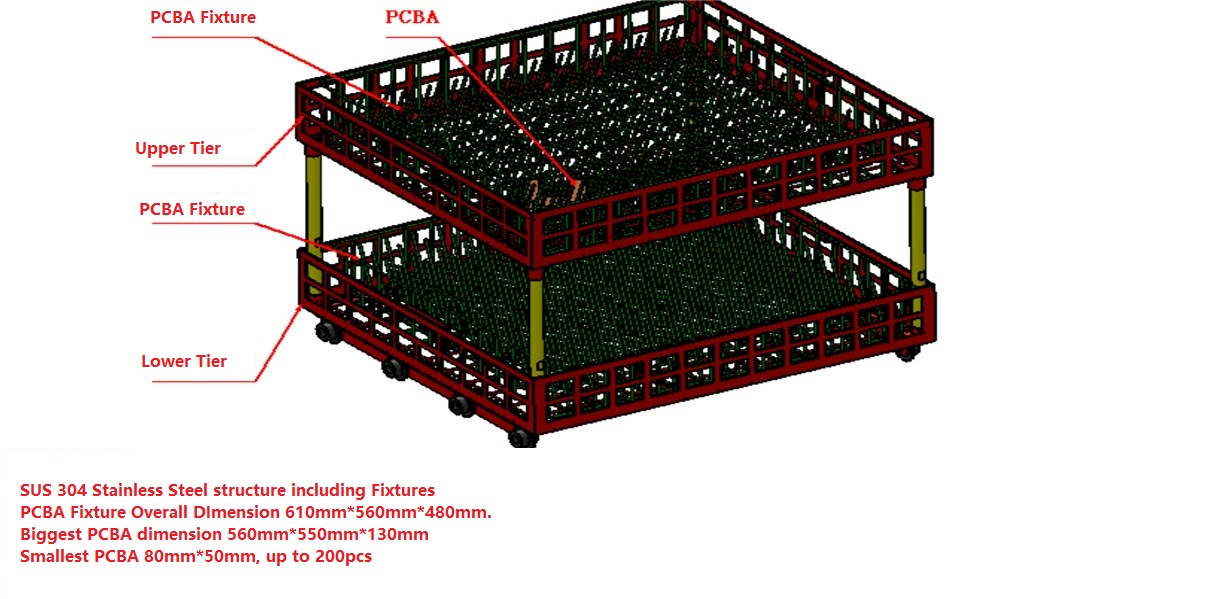 PCBA Fixture
PCBA
Upper Tier
PCBA Fixture
Lower Tier
SUS 304 Stainless Steel structure including Fixtures
PCBA Fixture Overall DImension 610mm*560mm*480mm.
Biggest PCBA dimension 560mm*550mm*130mm
Smallest PCBA 80mm*50mm, up to 200pcs